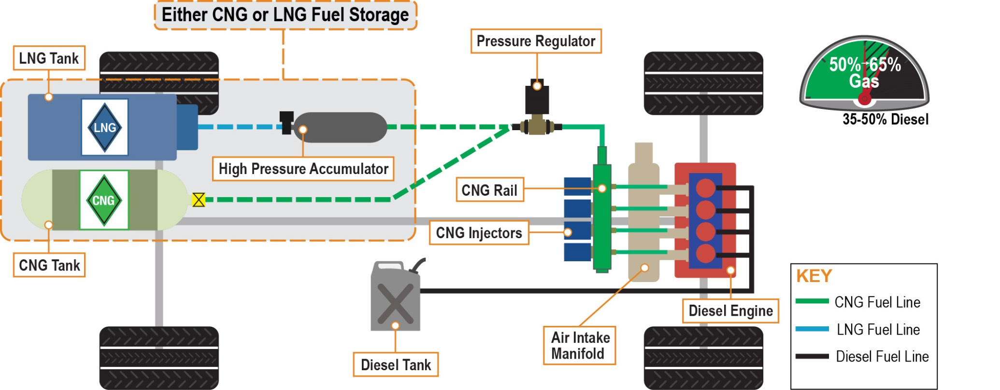 Either CNG or LNG Fuel Storage
LNG Tank
Pressure Regulator
50%→65%
Gas
35-50% Diesel
LNG
High Pressure Accumulator
CNG Rail
CNG
CNG Injectors
CNG Tank
Diesel Engine
Air Intake
Manifold
Diesel Tank
KEY
CNG Fuel Line
LNG Fuel Line
Diesel Fuel Line